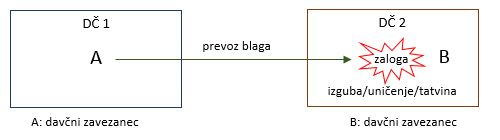 DČ 1
DČ 2
A
prevoz blaga
zaloga
B
izguba/uničenje/tatvina
A: davčni zavezanec
B: davčni zavezanec